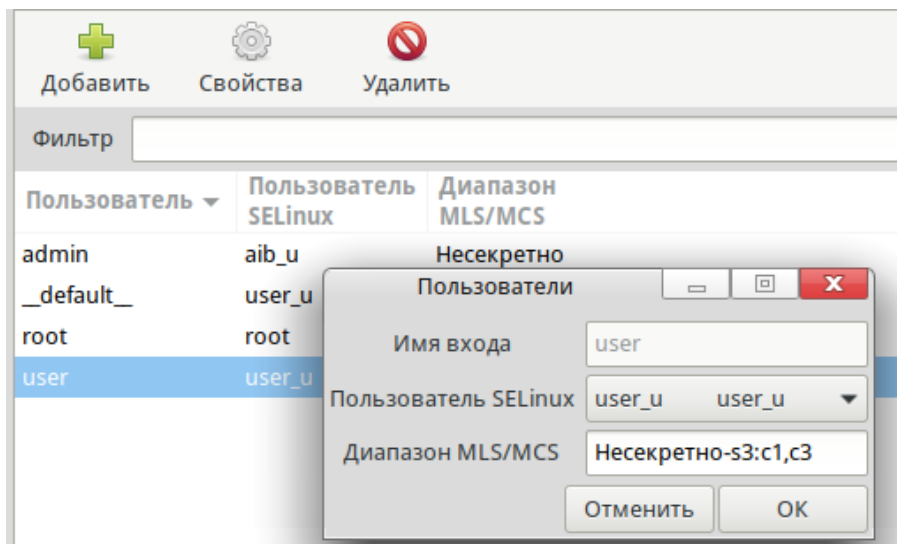 Добавить Свойства Удалить
Фильтр
Пользователь Пользователь SELinux Диапазон MLS/MCS
admin aib_u Несекретно
__default__ user_u
root root
user user_u
Пользователи
Имя входа user
Пользователь SELinux user_u user_u
Диапазон MLS/MCS Несекретно-s3:c1,c3
Отменить OK